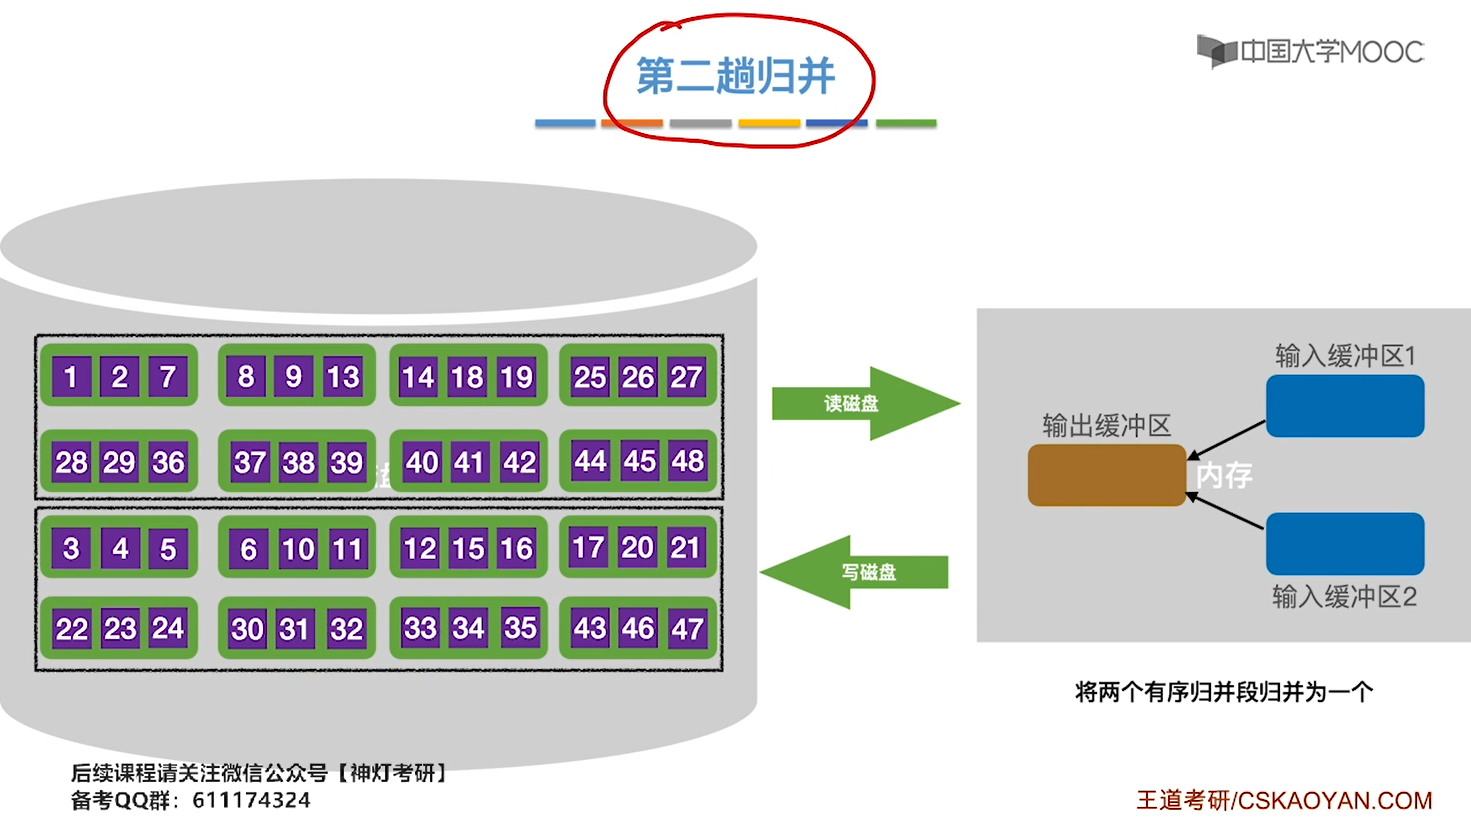 第二趟归并
中国大学MOOC
1 2 7 8 9 13 14 18 19 25 26 27
28 29 36 37 38 39 40 41 42 44 45 48
3 4 5 6 10 11 12 15 16 17 20 21
22 23 24 30 31 32 33 34 35 43 46 47
读磁盘
写磁盘
输入缓冲区1
输出缓冲区
内存
输入缓冲区2
将两个有序归并段归并为一个
后续课程请关注微信公众号【神灯考研】
备考QQ群：611174324
王道考研/CSKAOYAN.COM